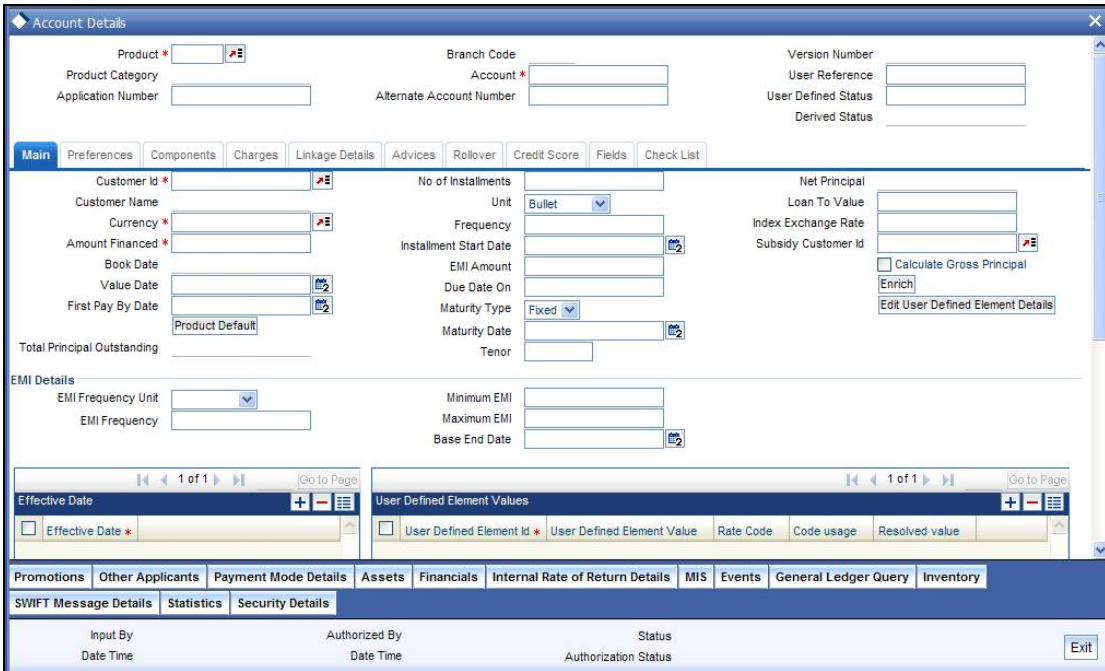 Account Details
Product * Branch Code Version Number
Product Category Account * User Reference
Application Number Alternate Account Number User Defined Status
Derived Status
Main Preferences Components Charges Linkage Details Advices Rollover Credit Score Fields Check List
Customer Id * No of Installments Net Principal
Customer Name Unit Bullet Loan To Value
Currency * Frequency Index Exchange Rate
Amount Financed * Installment Start Date Subsidy Customer Id
Book Date EMI Amount Calculate Gross Principal
Value Date Due Date On Enrich
First Pay By Date Maturity Type Fixed Edit User Defined Element Details
Product Default Maturity Date
Total Principal Outstanding Tenor
EMI Details
EMI Frequency Unit Minimum EMI
EMI Frequency Maximum EMI
Base End Date
1 of 1 Go to Page 1 of 1 Go to Page
Effective Date User Defined Element Values
Effective Date * User Defined Element Id * User Defined Element Value Rate Code Code usage Resolved value
Promotions Other Applicants Payment Mode Details Assets Financials Internal Rate of Return Details MIS Events General Ledger Query Inventory
SWIFT Message Details Statistics Security Details
Input By Authorized By Status
Date Time Date Time Authorization Status
Exit